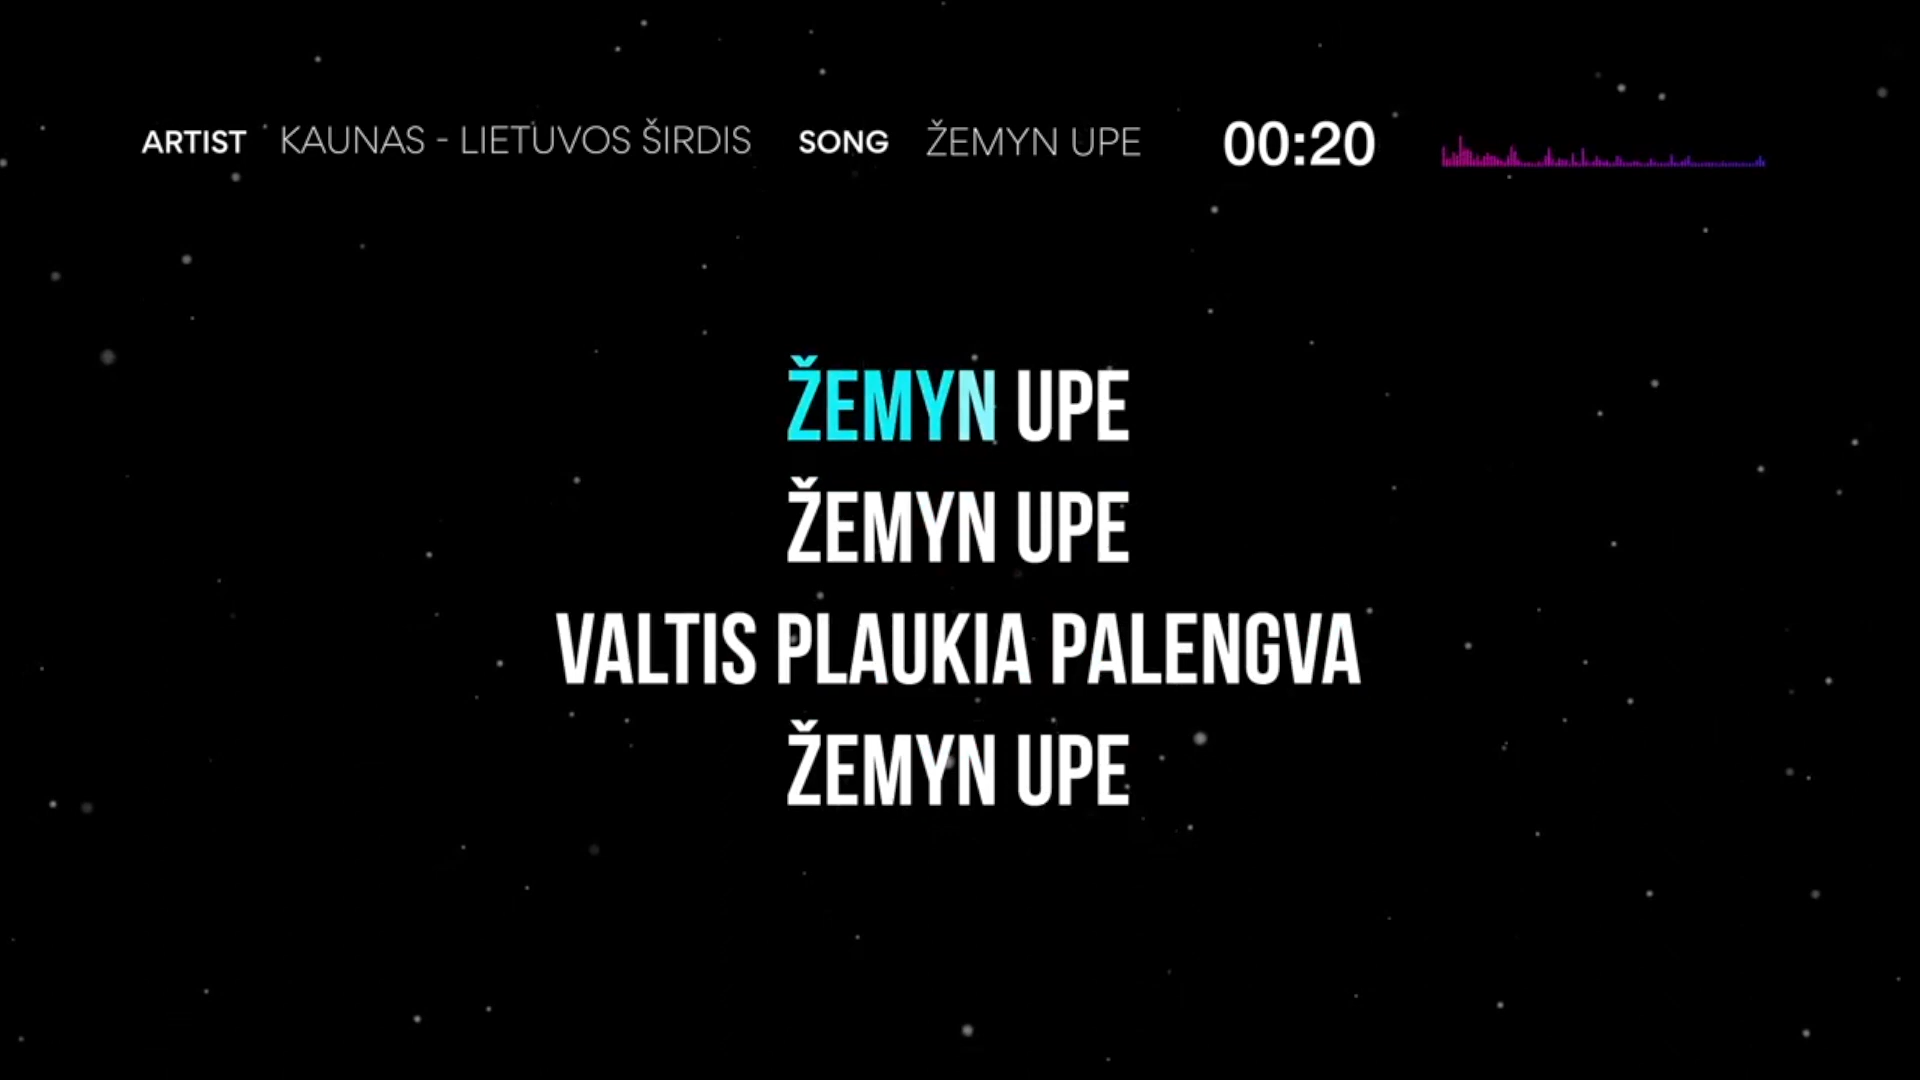 ARTIST KAUNAS - LIETUVOS ŠIRDIS SONG ŽEMYN UPE 00:20
ŽEMYN UPE
ŽEMYN UPE
VALTIS PLAUKIA PALENGVA
ŽEMYN UPE